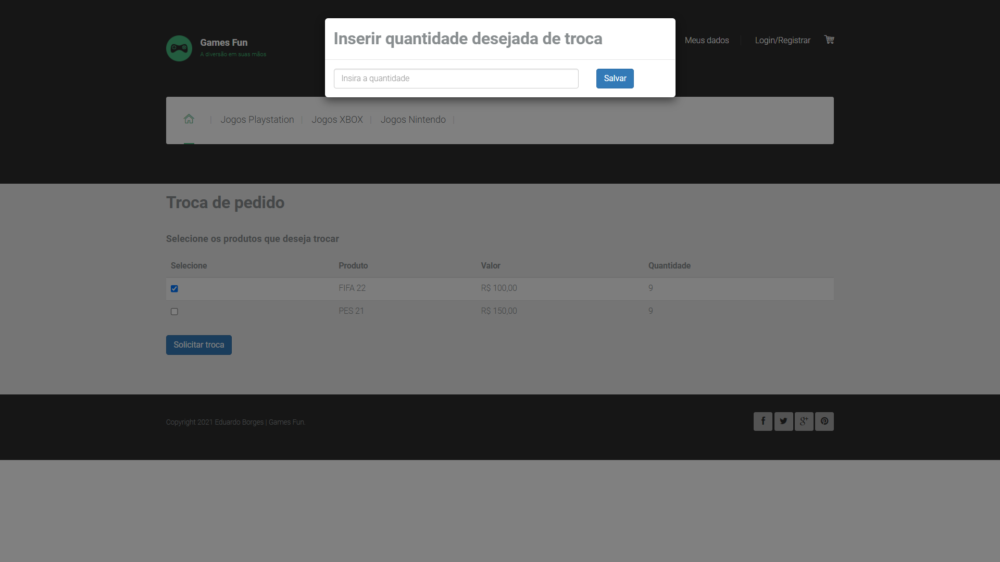 Inserir quantidade desejada de troca
Games Fun
A diversão em suas mãos
Meus dados
Login/Registrar
Insira a quantidade
Salvar
Jogos Playstation | Jogos XBOX | Jogos Nintendo |
Troca de pedido
Selecione os produtos que deseja trocar
Selecione Produto Valor Quantidade
FIFA 22 R$ 100,00 9
PES 21 R$ 150,00 9
Solicitar troca
Copyright 2021 Eduardo Borges | Games Fun.